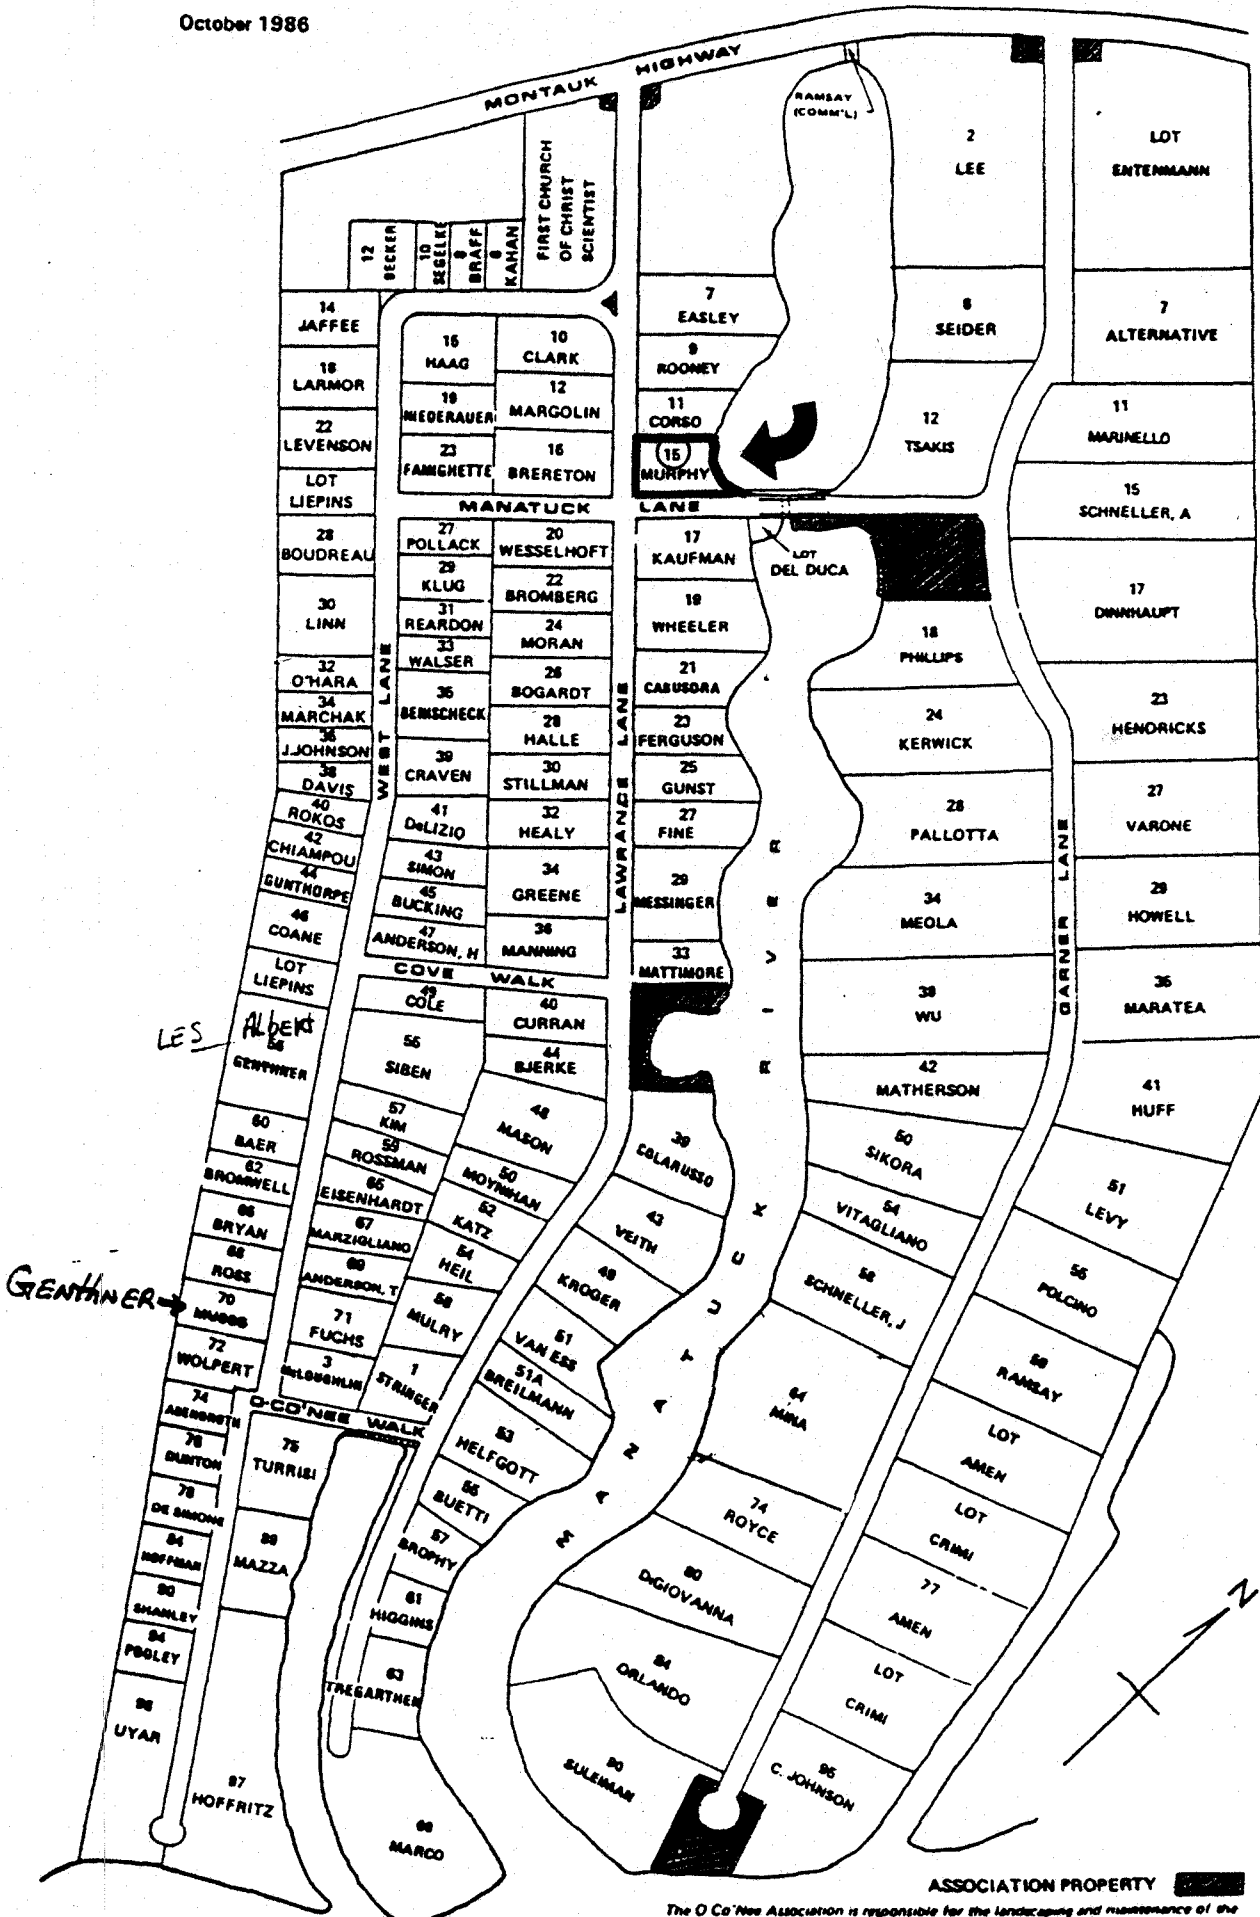 October 1986
MONTAUK HIGHWAY
RAMSAY
(COMM'L)
2
LEE
LOT
ENTENMANN
FIRST CHURCH
OF CHRIST
SCIENTIST
12
BECKER
10
SEGELKE
BRAFF
KAHAN
14
JAFFEE
18
LARMOR
22
LEVENSON
LOT
LIEPINS
28
BOUDREAU
30
LINN
32
O'HARA
34
MARCHAK
36
J.JOHNSON
38
DAVIS
40
ROKOS
42
CHIAMPOU
44
GUNTHORPE
46
COANE
LOT
LIEPINS
LES Albert
56
GENTHNER
60
BAER
62
BROMWELL
66
BRYAN
68
ROSS
GENTHNER
70
MUGGS
72
WOLPERT
74
ABENDROTH
76
DUNTON
78
DE SIMONE
84
HOFFMAN
90
SHANLEY
94
POGLEY
96
UYAR
WEST LANE
15
HAAG
19
NIEDERAUER
23
FAMIGHETTE
10
CLARK
12
MARGOLIN
16
BRERETON
MANATUCK LANE
27
POLLACK
29
KLUG
31
REARDON
33
WALSER
35
BERNSCHECK
39
CRAVEN
41
DeLIZIO
43
SIMON
45
BUCKING
47
ANDERSON, H
20
WESSELHOFT
22
BROMBERG
24
MORAN
26
BOGARDT
28
HALLE
30
STILLMAN
32
HEALY
34
GREENE
36
MANNING
COVE WALK
49
COLE
55
SIBEN
57
KIM
59
ROSSMAN
65
EISENHARDT
67
MARZIGLIANO
69
ANDERSON, T
71
FUCHS
3
McLOUGHLIN
40
CURRAN
44
BJERKE
48
MASON
50
MOYNIHAN
52
KATZ
54
HEIL
58
MULRY
1
STRINGER
O-CO'NEE WALK
75
TURRISI
89
MAZZA
97
HOFFRITZ
LAWRANCE LANE
7
EASLEY
9
ROONEY
11
CORSO
15
MURPHY
17
KAUFMAN
LOT
DEL DUCA
19
WHEELER
21
CABUSORA
23
FERGUSON
25
GUNST
27
FINE
29
MESSINGER
33
MATTIMORE
39
COLARUSSO
43
VEITH
49
KROGER
51
VAN ESS
51A
BREILMANN
53
HELFGOTT
55
BUETTI
57
BROPHY
61
HIGGINS
63
TREGARTHEN
MARCO
MANATUCK RIVER
6
SEIDER
12
TSAKIS
18
PHILLIPS
24
KERWICK
28
PALLOTTA
34
MEOLA
38
WU
42
MATHERSON
50
SIKORA
54
VITAGLIANO
58
SCHNELLER, J
64
MINA
74
ROYCE
80
DiGIOVANNA
84
ORLANDO
90
SULEIMAN
GARNER LANE
7
ALTERNATIVE
11
MARINELLO
15
SCHNELLER, A
17
DINNHAUPT
23
HENDRICKS
27
VARONE
29
HOWELL
35
MARATEA
41
HUFF
51
LEVY
55
POLCINO
59
RAMSAY
LOT
AMEN
LOT
CRIMI
77
AMEN
LOT
CRIMI
95
C. JOHNSON
N
ASSOCIATION PROPERTY
The O Co'Nee Association is responsible for the landscaping and maintenance of the